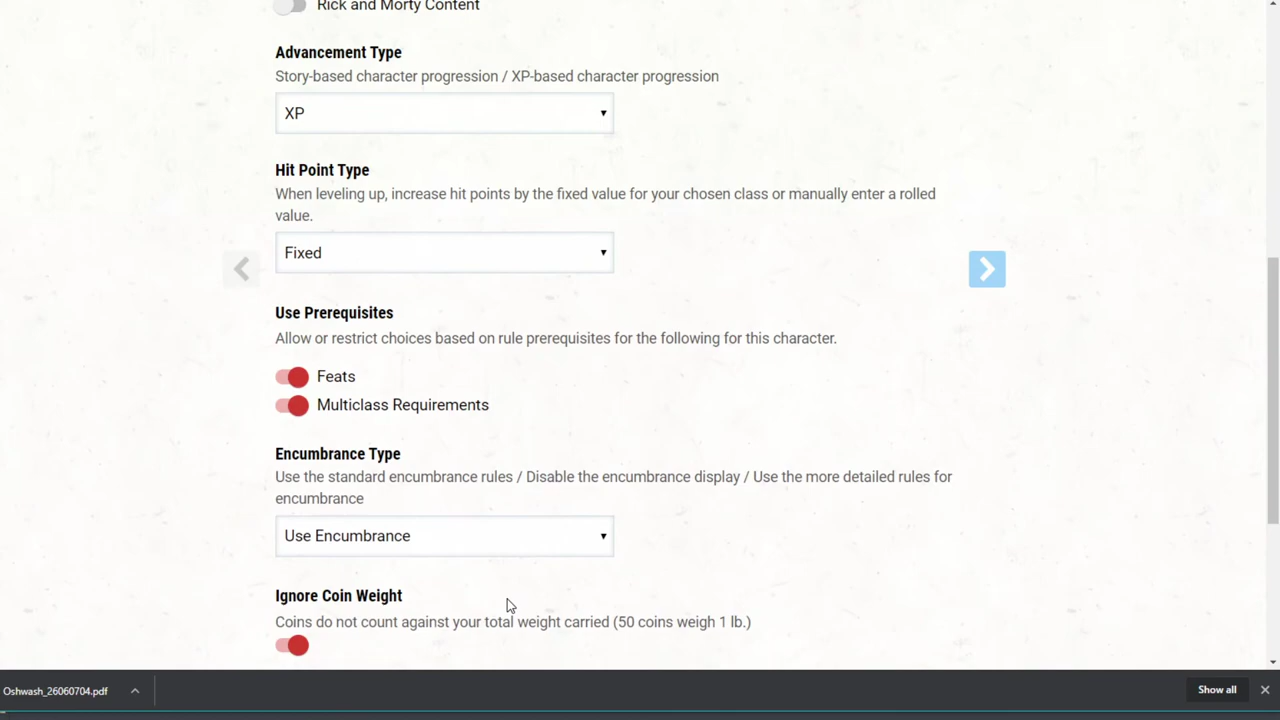 Rick and Morty Content
Advancement Type
Story-based character progression / XP-based character progression
XP
Hit Point Type
When leveling up, increase hit points by the fixed value for your chosen class or manually enter a rolled
value.
Fixed
Use Prerequisites
Allow or restrict choices based on rule prerequisites for the following for this character.
Feats
Multiclass Requirements
Encumbrance Type
Use the standard encumbrance rules / Disable the encumbrance display / Use the more detailed rules for
encumbrance
Use Encumbrance
Ignore Coin Weight
Coins do not count against your total weight carried (50 coins weigh 1 lb.)
Oshwash_26060704.pdf
Show all